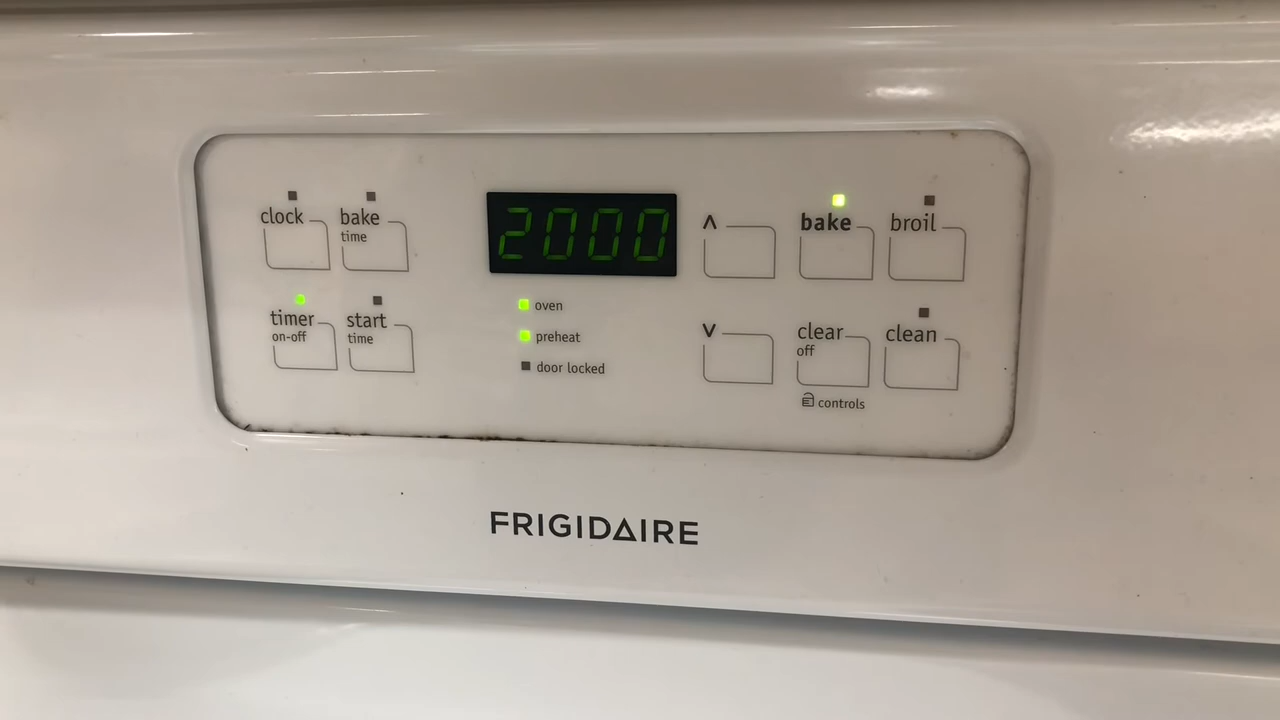 clock
bake
time
2000
^
bake
broil
timer
on-off
start
time
oven
preheat
door locked
v
clear
off
clean
controls
FRIGIDAIRE